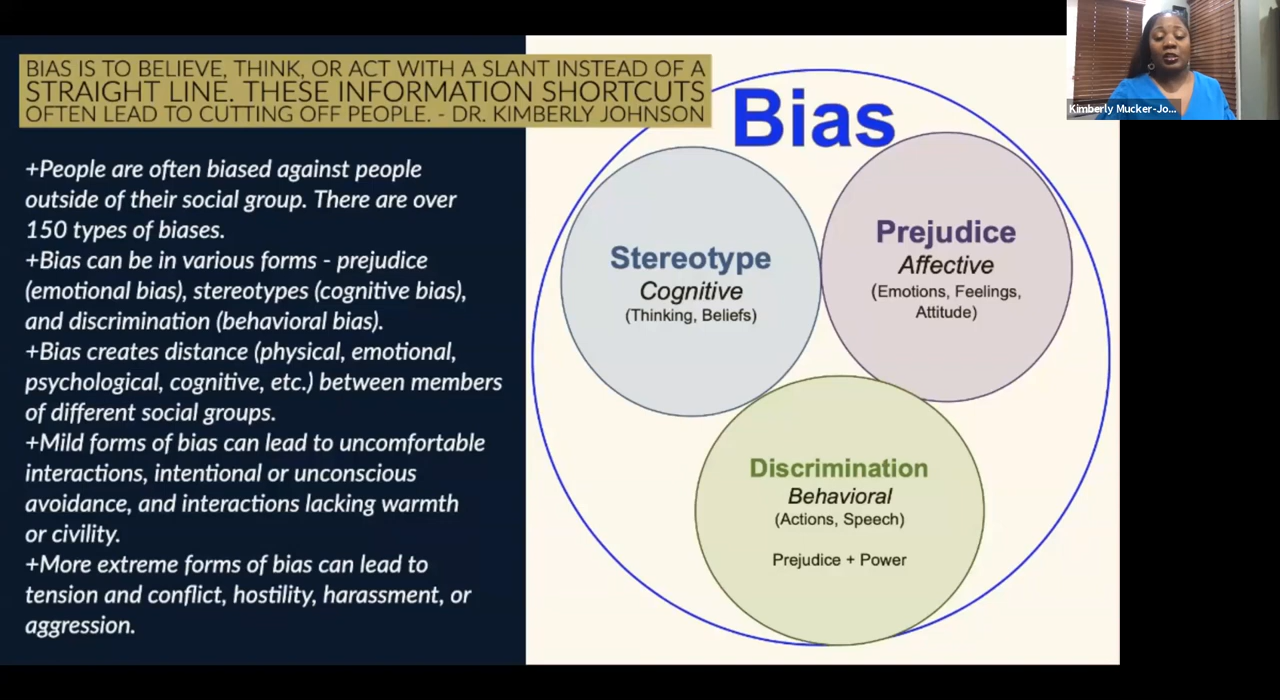 BIAS IS TO BELIEVE, THINK, OR ACT WITH A SLANT INSTEAD OF A
STRAIGHT LINE. THESE INFORMATION SHORTCUTS
OFTEN LEAD TO CUTTING OFF PEOPLE. - DR. KIMBERLY JOHNSON
+People are often biased against people
outside of their social group. There are over
150 types of biases.
+Bias can be in various forms - prejudice
(emotional bias), stereotypes (cognitive bias),
and discrimination (behavioral bias).
+Bias creates distance (physical, emotional,
psychological, cognitive, etc.) between members
of different social groups.
+Mild forms of bias can lead to uncomfortable
interactions, intentional or unconscious
avoidance, and interactions lacking warmth
or civility.
+More extreme forms of bias can lead to
tension and conflict, hostility, harassment, or
aggression.
Bias
Stereotype
Cognitive
(Thinking, Beliefs)
Prejudice
Affective
(Emotions, Feelings,
Attitude)
Discrimination
Behavioral
(Actions, Speech)
Prejudice + Power
Kimberly Mucker-Jo...